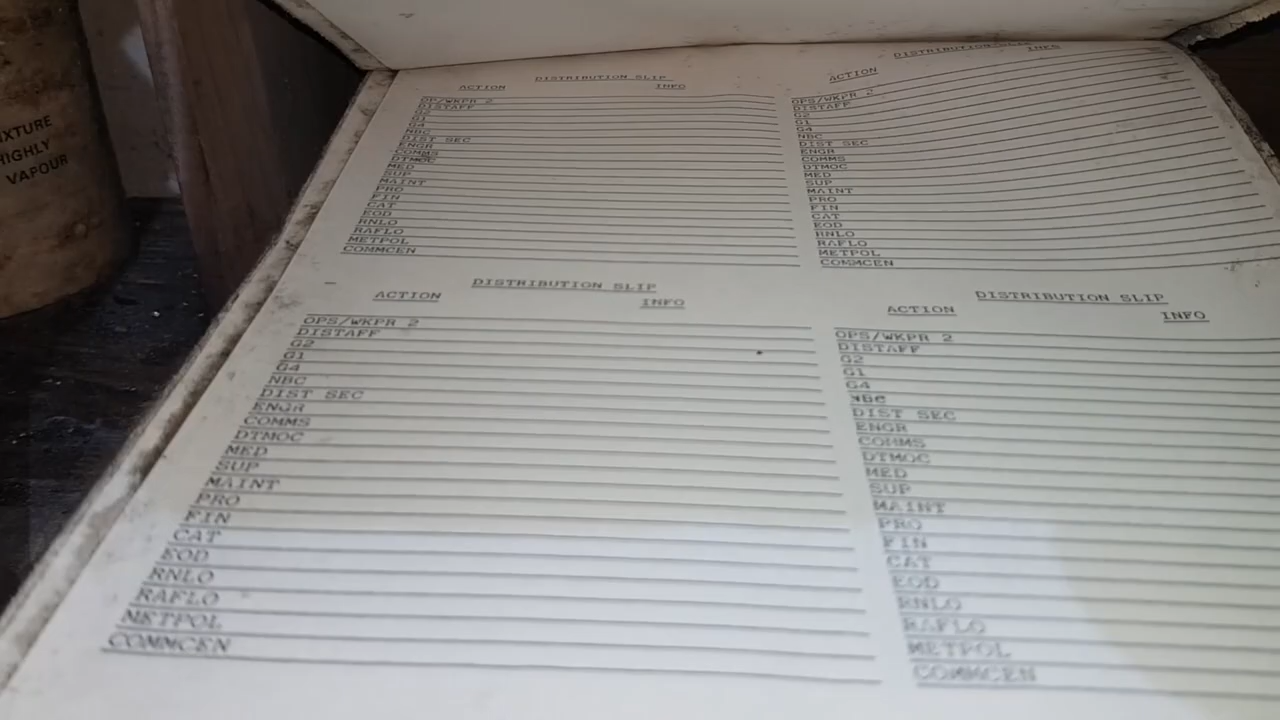 IXTURE
HIGHLY
VAPOUR
DISTRIBUTION SLIP
ACTION INFO
OP/WKPR 2
DISTAFF
G2
G1
G4
NBC
DIST SEC
ENGR
COMMS
DTMOC
MED
SUP
MAINT
PRO
FIN
CAT
EOD
RNLO
RAFLO
METPOL
COMMCEN
DISTRIBUTION SLIP
ACTION INFO
OPS/WKPR 2
DISTAFF
G2
G1
G4
NBC
DIST SEC
ENGR
COMMS
DTMOC
MED
SUP
MAINT
PRO
FIN
CAT
EOD
RNLO
RAFLO
METPOL
COMMCEN
DISTRIBUTION SLIP
ACTION INFO
OPS/WKPR 2
DISTAFF
G2
G1
G4
NBC
DIST SEC
ENGR
COMMS
DTMOC
MED
SUP
MAINT
PRO
FIN
CAT
EOD
RNLO
RAFLO
METPOL
COMMCEN
DISTRIBUTION SLIP
ACTION INFO
OPS/WKPR 2
DISTAFF
G2
G1
G4
NBC
DIST SEC
ENGR
COMMS
DTMOC
MED
SUP
MAINT
PRO
FIN
CAT
EOD
RNLO
RAFLO
METPOL
COMMCEN